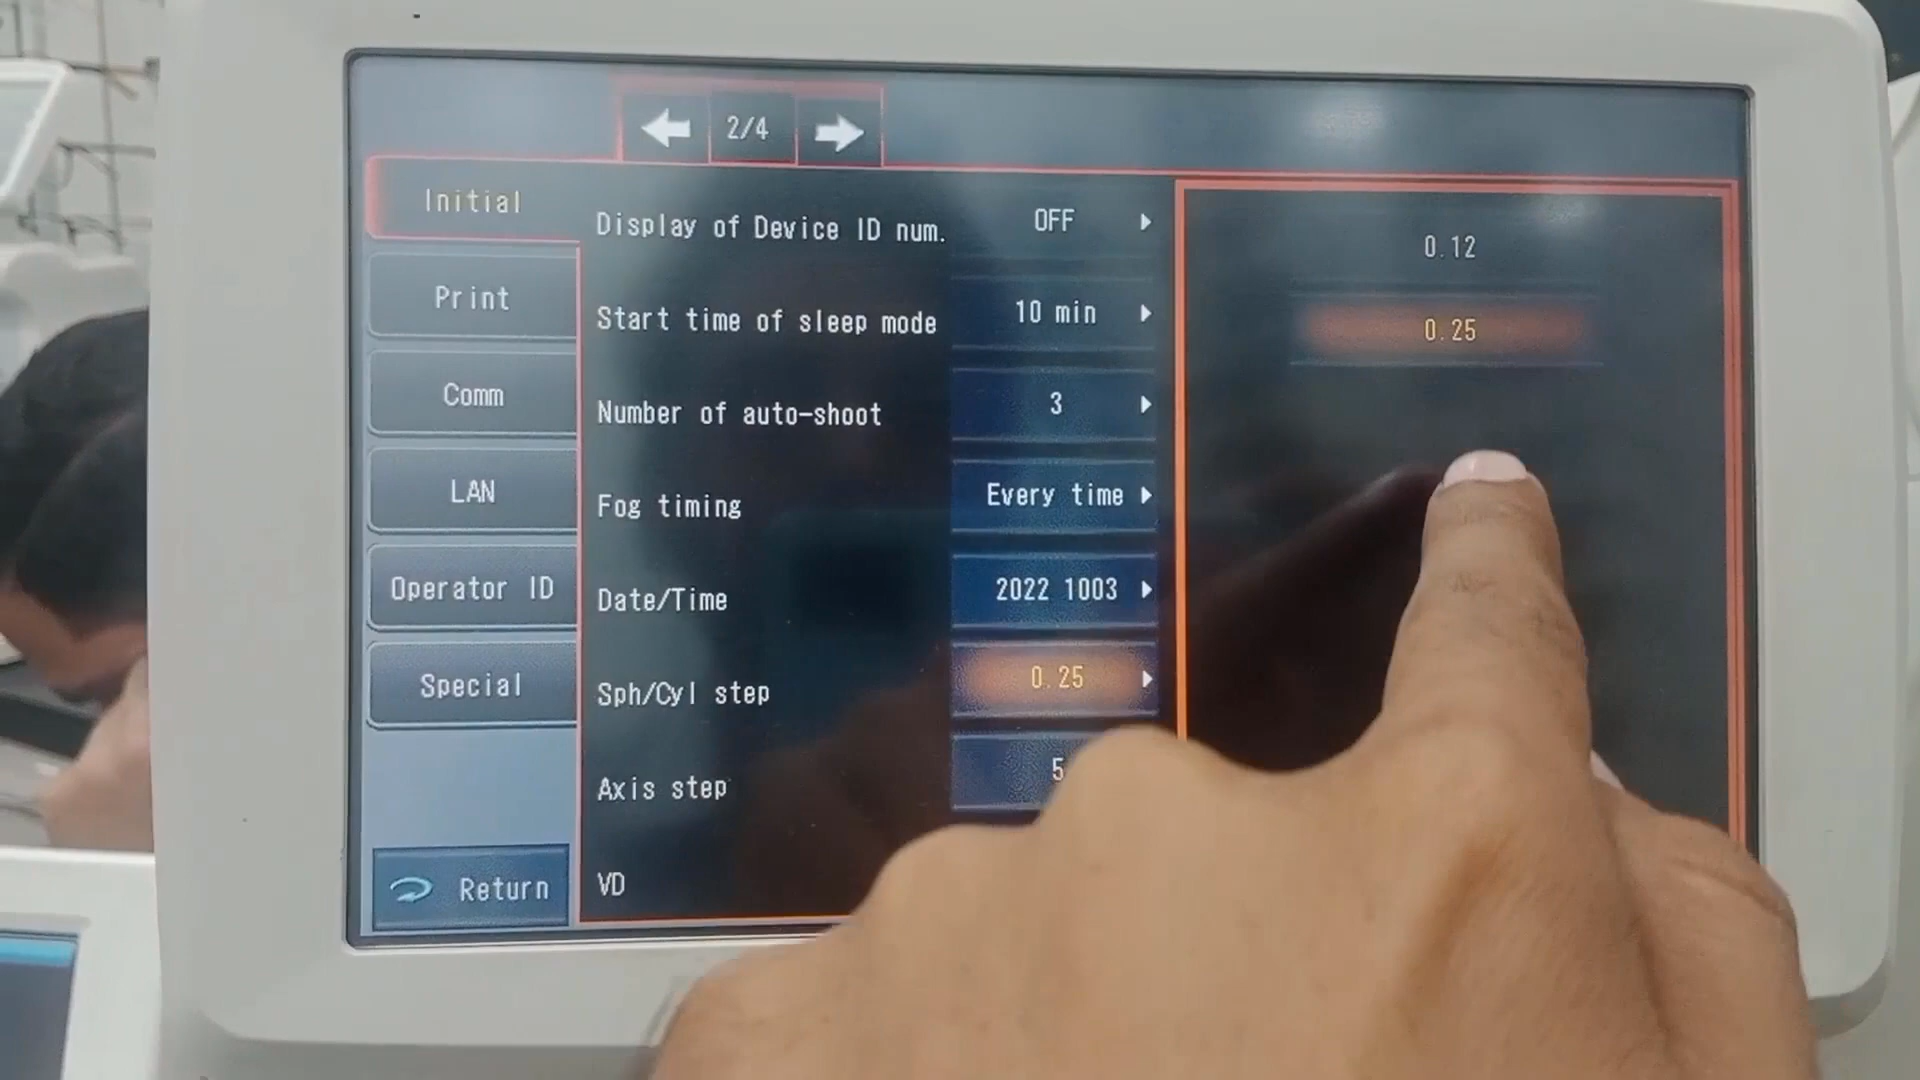 2/4
Initial
Print
Comm
LAN
Operator ID
Special
Return
Display of Device ID num. OFF
Start time of sleep mode 10 min
Number of auto-shoot 3
Fog timing Every time
Date/Time 2022 1003
Sph/Cyl step 0.25
Axis step 5
VD
0.12
0.25